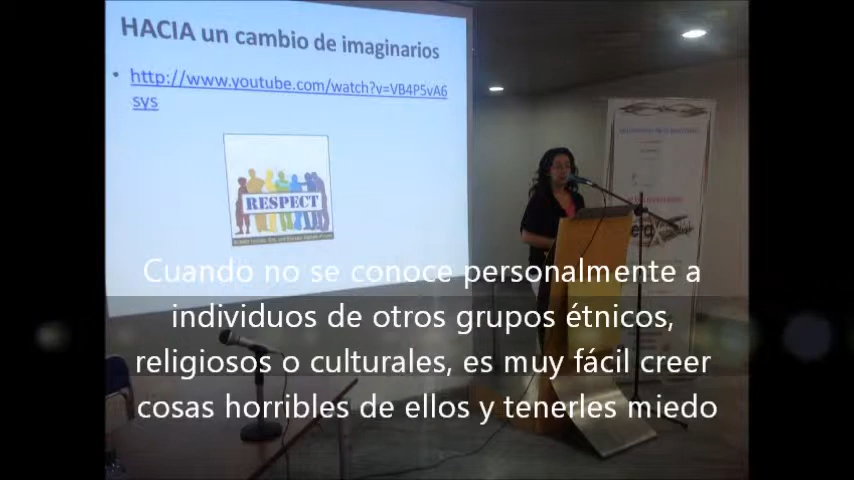 HACIA un cambio de imaginarios
• http://www.youtube.com/watch?v=VB4P5vA6
sys
RESPECT
Cuando no se conoce personalmente a
individuos de otros grupos étnicos,
religiosos o culturales, es muy fácil creer
cosas horribles de ellos y tenerles miedo